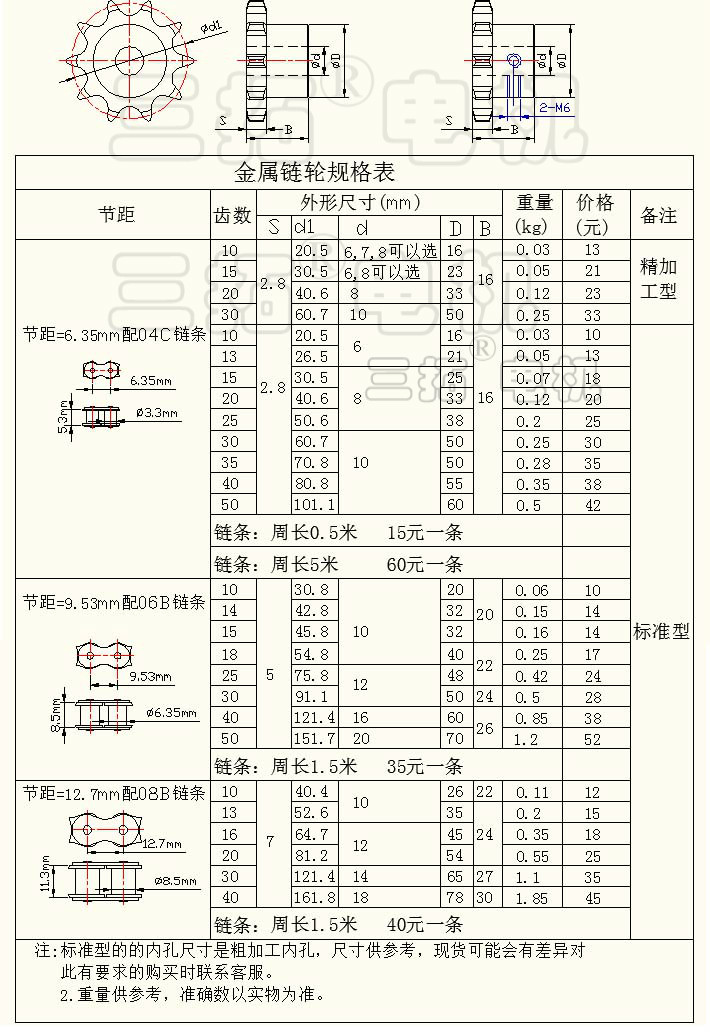 ød1 ød øD ød øD
2-M6
S B S B
三拓®电机
金属链轮规格表
节距 齿数 外形尺寸(mm) 重量(kg) 价格(元) 备注
S d1 d D B
10 20.5 6,7,8可以选 16 0.03 13
15 30.5 6,8可以选 23 0.05 21
2.8 16 精加工型
20 40.6 8 33 0.12 23
30 60.7 10 50 0.25 33
节距=6.35mm配04C链条
10 20.5 6 16 0.03 10
13 26.5 21 0.05 13
三拓®电机
6.35mm
5.3mm
ø3.3mm
15 30.5 25 0.07 18
20 2.8 40.6 8 33 16 0.12 20
25 50.6 38 0.2 25
30 60.7 50 0.25 30
35 70.8 10 50 0.28 35
40 80.8 55 0.35 38
50 101.1 60 0.5 42
链条：周长0.5米 15元一条
链条：周长5米 60元一条
节距=9.53mm配06B链条
10 30.8 20 0.06 10
14 42.8 32 20 0.15 14
15 45.8 10 32 0.16 14
标准型
18 54.8 40 0.25 17
25 5 75.8 12 48 22 0.42 24
30 91.1 50 24 0.5 28
40 121.4 16 60 26 0.85 38
50 151.7 20 70 1.2 52
9.53mm
8.5mm
ø6.35mm
链条：周长1.5米 35元一条
节距=12.7mm配08B链条
10 40.4 10 26 22 0.11 12
13 52.6 35 0.2 15
16 7 64.7 12 45 24 0.35 18
20 81.2 54 0.55 25
30 121.4 14 65 27 1.1 35
40 161.8 18 78 30 1.85 45
12.7mm
11.3mm
ø8.5mm
链条：周长1.5米 40元一条
注:标准型的的内孔尺寸是粗加工内孔，尺寸供参考，现货可能会有差异对
此有要求的购买时联系客服。
2.重量供参考，准确数以实物为准。